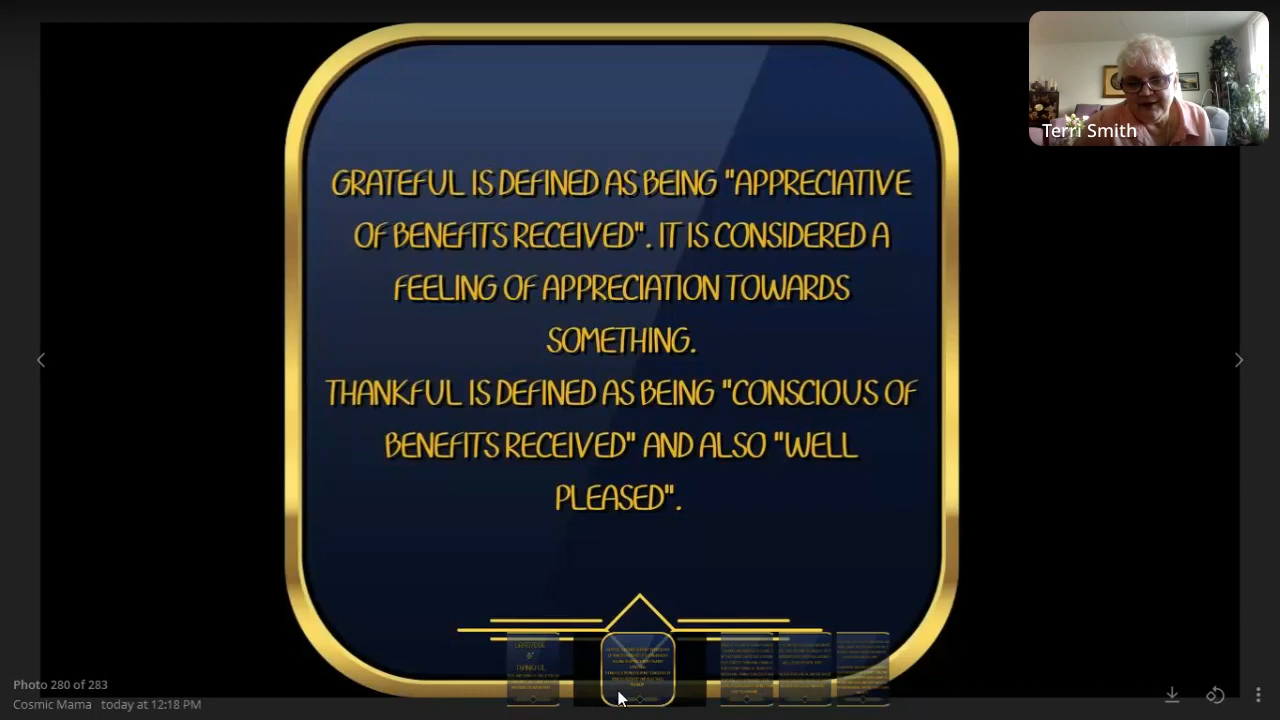 GRATEFUL IS DEFINED AS BEING "APPRECIATIVE
OF BENEFITS RECEIVED". IT IS CONSIDERED A
FEELING OF APPRECIATION TOWARDS
SOMETHING.
THANKFUL IS DEFINED AS BEING "CONSCIOUS OF
BENEFITS RECEIVED" AND ALSO "WELL
PLEASED".
Terri Smith
GRATEFUL
&
THANKFUL
Photo 280 of 283
Cosmic Mama today at 12:18 PM